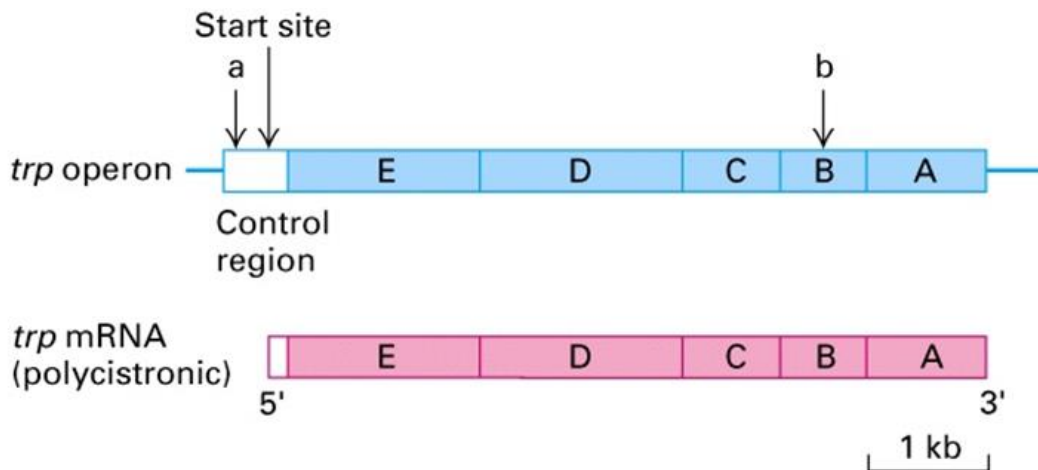 Start site
a
b
trp operon
E D C B A
Control
region
trp mRNA
(polycistronic)
E D C B A
5' 3'
1 kb